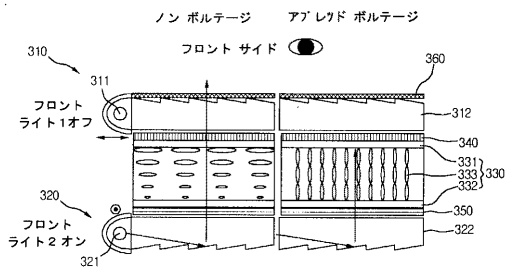 ノン ボルテージ
アプレッド ボルテージ
フロント サイド
310
311
360
312
フロント
ライト1オフ
340
331
333
330
332
320
350
フロント
ライト2オン
322
321